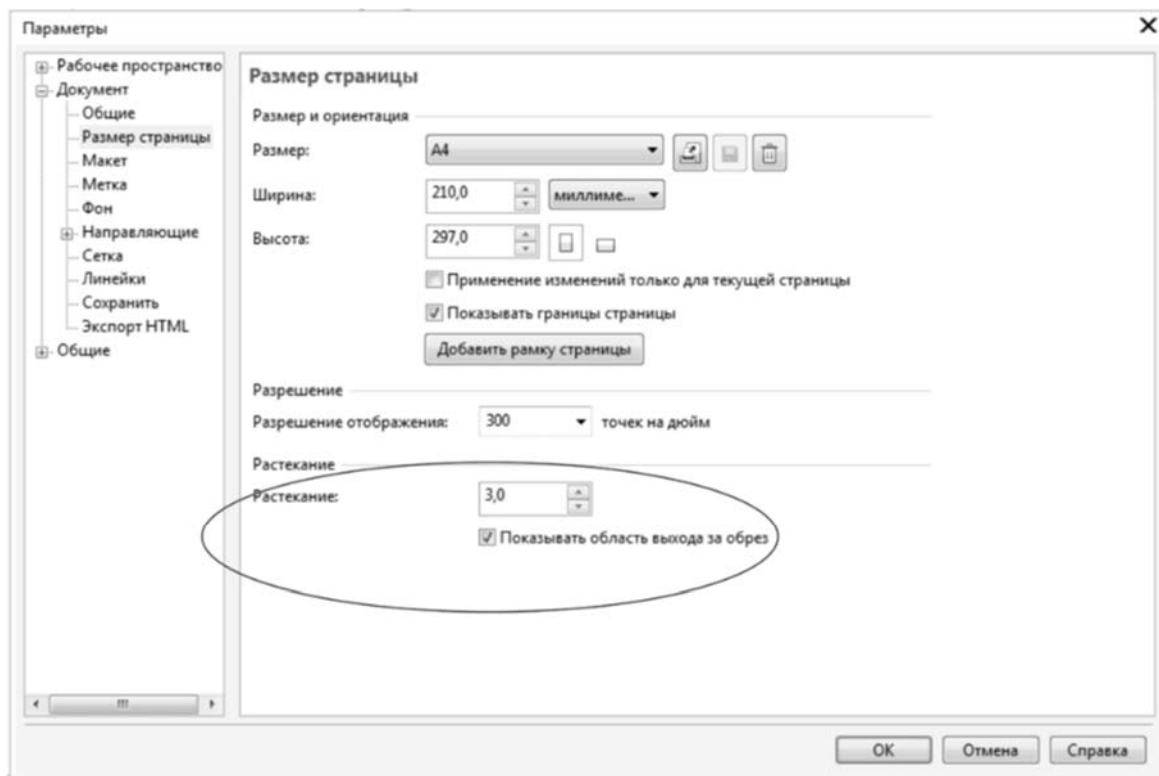 Параметры
Рабочее пространство
Документ
Общие
Размер страницы
Макет
Метка
Фон
Направляющие
Сетка
Линейки
Сохранить
Экспорт HTML
Общие
Размер страницы
Размер и ориентация
Размер: A4
Ширина: 210,0 миллиме...
Высота: 297,0
Применение изменений только для текущей страницы
Показывать границы страницы
Добавить рамку страницы
Разрешение
Разрешение отображения: 300 точек на дюйм
Растекание
Растекание: 3,0
Показывать область выхода за обрез
OK Отмена Справка